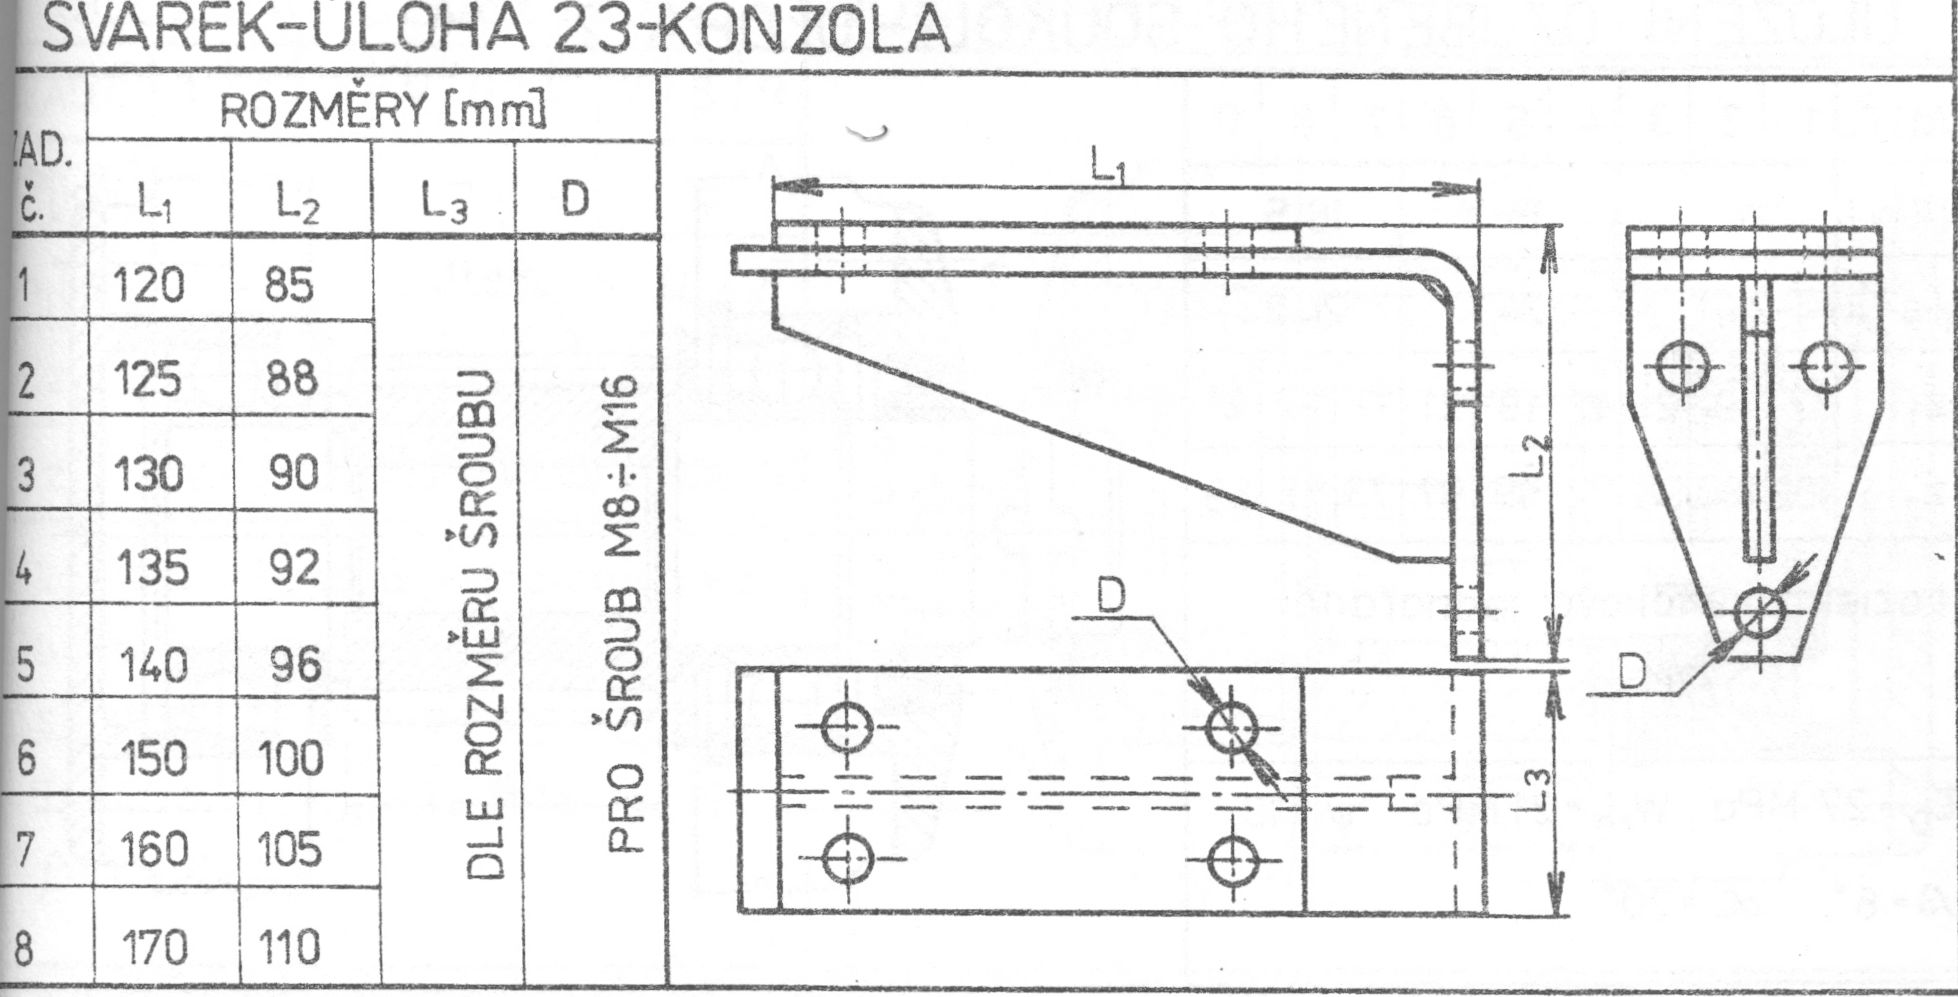 SVAREK-ÚLOHA 23-KONZOLA
ZAD. č.
ROZMĚRY [mm]
L1 L2 L3 D
1 120 85
2 125 88
3 130 90
4 135 92
5 140 96
6 150 100
7 160 105
8 170 110
DLE ROZMĚRU ŠROUBU
PRO ŠROUB M8÷M16
L1
L2
D
D
L3